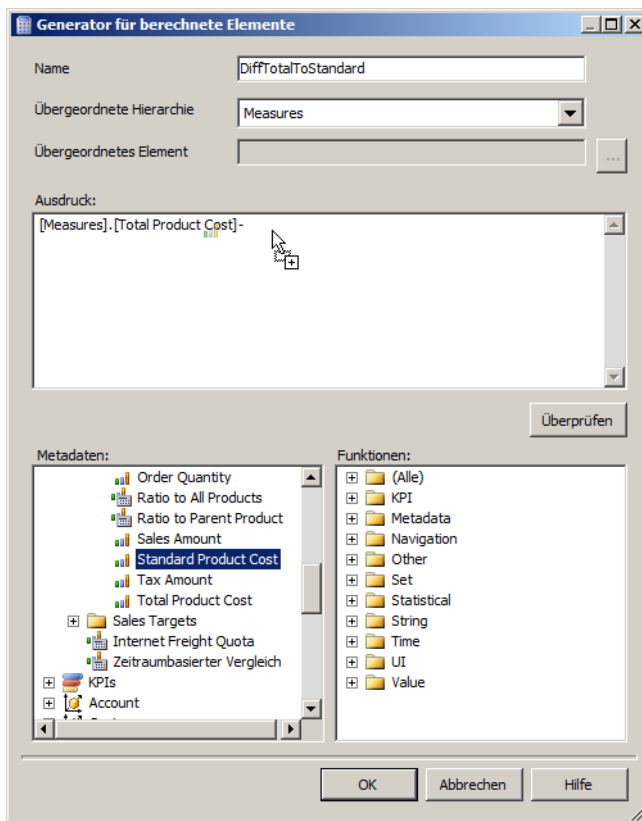 Generator für berechnete Elemente
Name
DiffTotalToStandard
Übergeordnete Hierarchie
Measures
Übergeordnetes Element
...
Ausdruck:
[Measures].[Total Product Cost]-
Überprüfen
Metadaten:
Order Quantity
Ratio to All Products
Ratio to Parent Product
Sales Amount
Standard Product Cost
Tax Amount
Total Product Cost
Sales Targets
Internet Freight Quota
Zeitraumbasierter Vergleich
KPIs
Account
Funktionen:
(Alle)
KPI
Metadata
Navigation
Other
Set
Statistical
String
Time
UI
Value
OK
Abbrechen
Hilfe